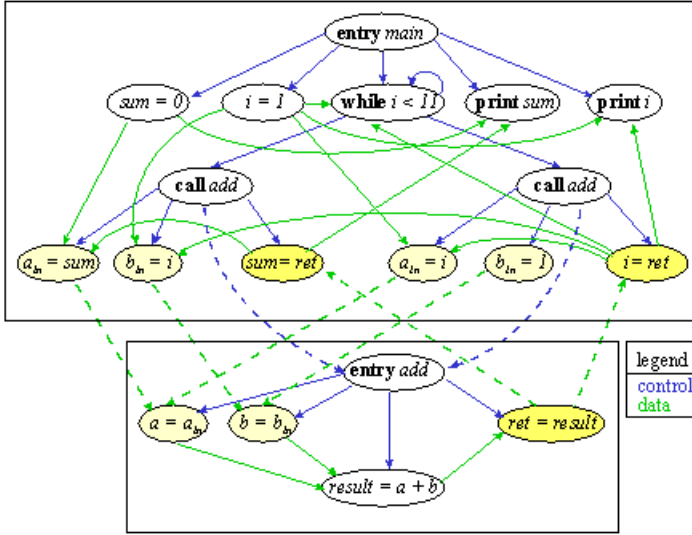 entry main
sum = 0
i = 1
while i < 11
print sum
print i
call add
call add
a_in = sum
b_in = i
sum = ret
a_in = i
b_in = 1
i = ret
entry add
legend
control
data
a = a_in
b = b_in
ret = result
result = a + b